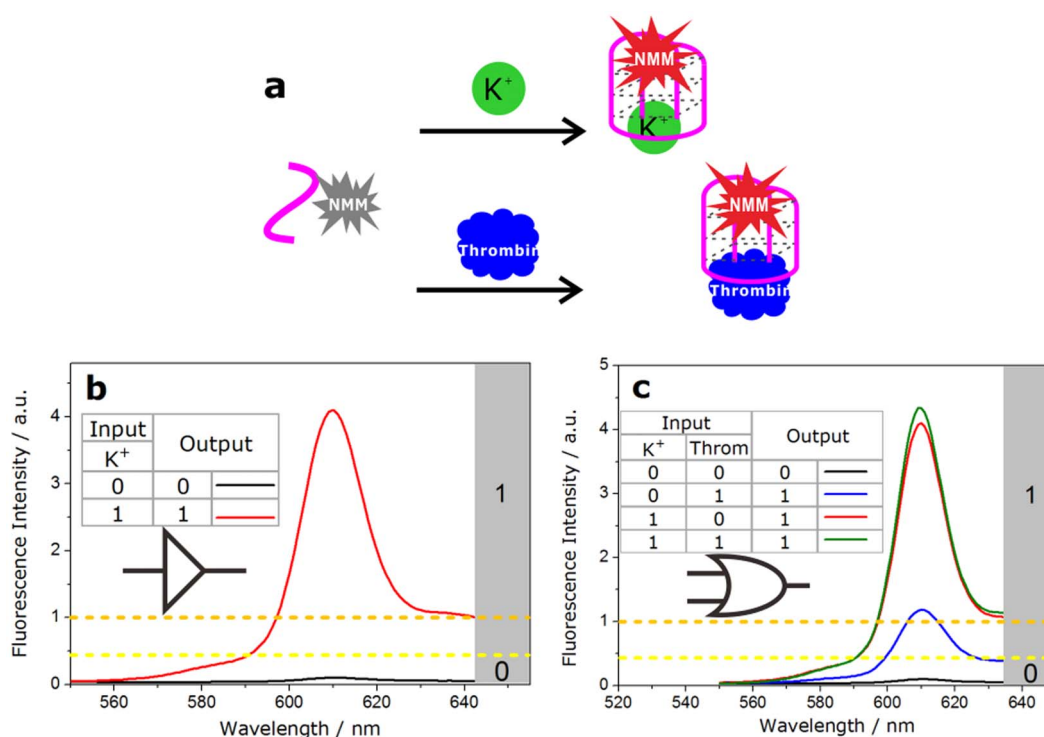 a
K+
NMM
K+
NMM
Thrombin
NMM
Thrombin
b
Fluorescence Intensity / a.u.
4
3
2
1
0
Input Output
K+
0 0
1 1
1
0
560 580 600 620 640
Wavelength / nm
c
Fluorescence Intensity / a.u.
5
4
3
2
1
0
Input Output
K+ Throm
0 0 0
0 1 1
1 0 1
1 1 1
1
0
520 540 560 580 600 620 640
Wavelength / nm